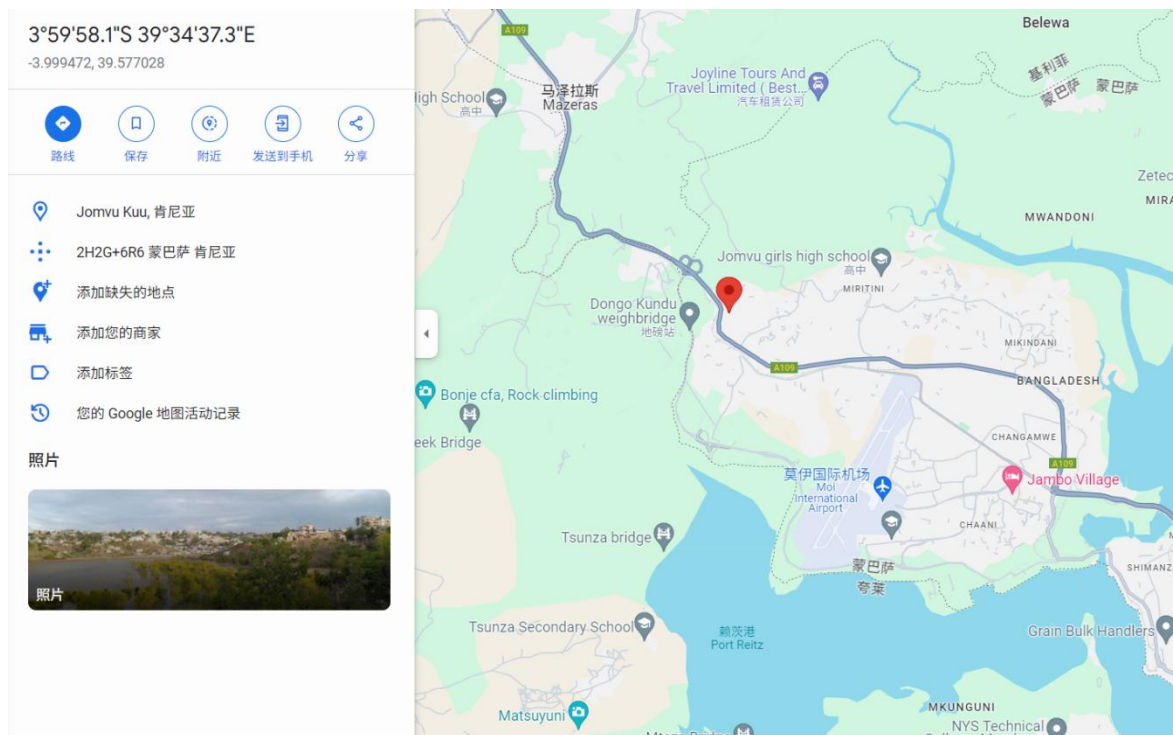 3°59'58.1"S 39°34'37.3"E
-3.999472, 39.577028
路线
保存
附近
发送到手机
分享
Jomvu Kuu, 肯尼亚
2H2G+6R6 蒙巴萨 肯尼亚
添加缺失的地点
添加您的商家
添加标签
您的 Google 地图活动记录
照片
照片
A109
Belewa
马泽拉斯
Mazeras
Joyline Tours And
Travel Limited ( Best...
汽车租赁公司
基利菲
蒙巴萨
蒙巴萨
High School
高中
MWANDONI
Jomvu girls high school
高中
MIRITINI
Dongo Kundu
weighbridge
地磅站
MIKINDANI
A109
BANGLADESH
Bonje cfa, Rock climbing
eek Bridge
CHANGAMWE
A109
莫伊国际机场
Moi
International
Airport
Jambo Village
CHAANI
Tsunza bridge
蒙巴萨
夸莱
SHIMANZ
Tsunza Secondary School
赖茨港
Port Reitz
Grain Bulk Handlers
Matsuyuni
MKUNGUNI
NYS Technical